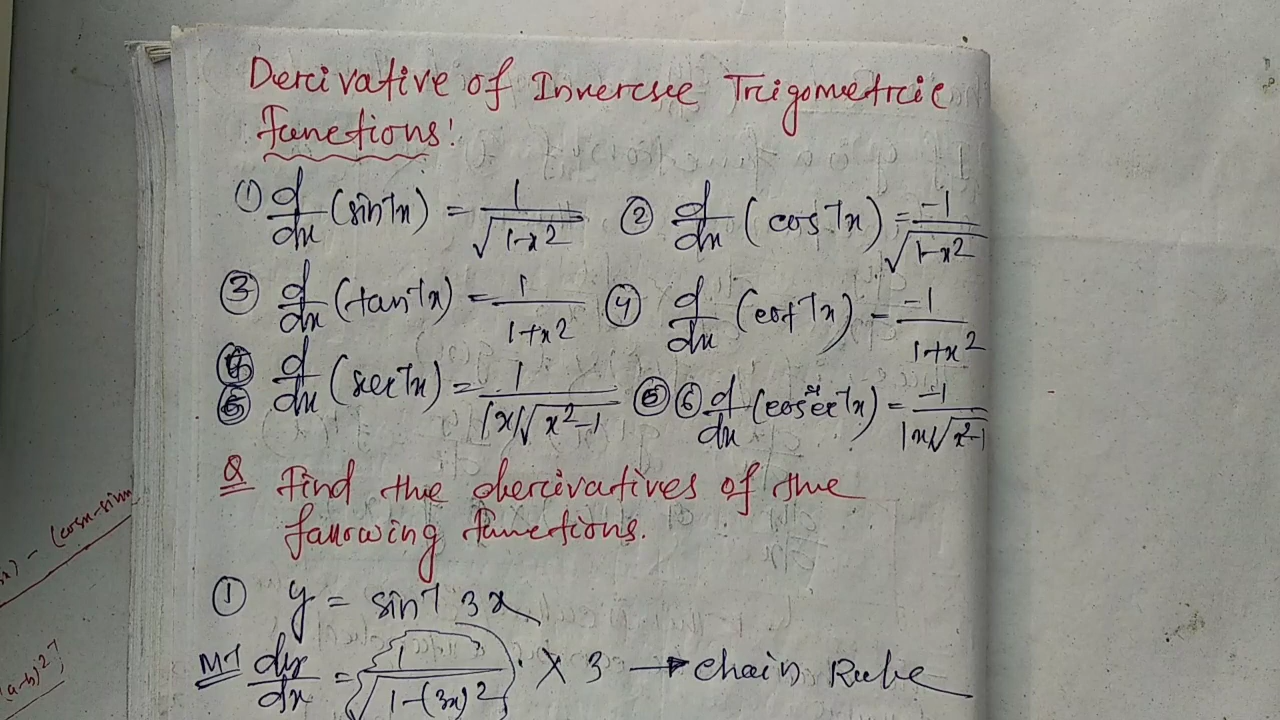 Derivative of Inverse Trigometric
functions:
① d/dx (sin⁻¹x) = 1/√(1-x²) ② d/dx (cos⁻¹x) = -1/√(1-x²)
③ d/dx (tan⁻¹x) = 1/(1+x²) ④ d/dx (cot⁻¹x) = -1/(1+x²)
⑤ d/dx (sec⁻¹x) = 1/(|x|√(x²-1)) ⑥ d/dx (cosec⁻¹x) = -1/(|x|√(x²-1))
Q Find the derivatives of the
following functions.
① y = sin⁻¹ 3x
M-1 dy/dx = 1/√(1-(3x)²) × 3 → Chain Rule